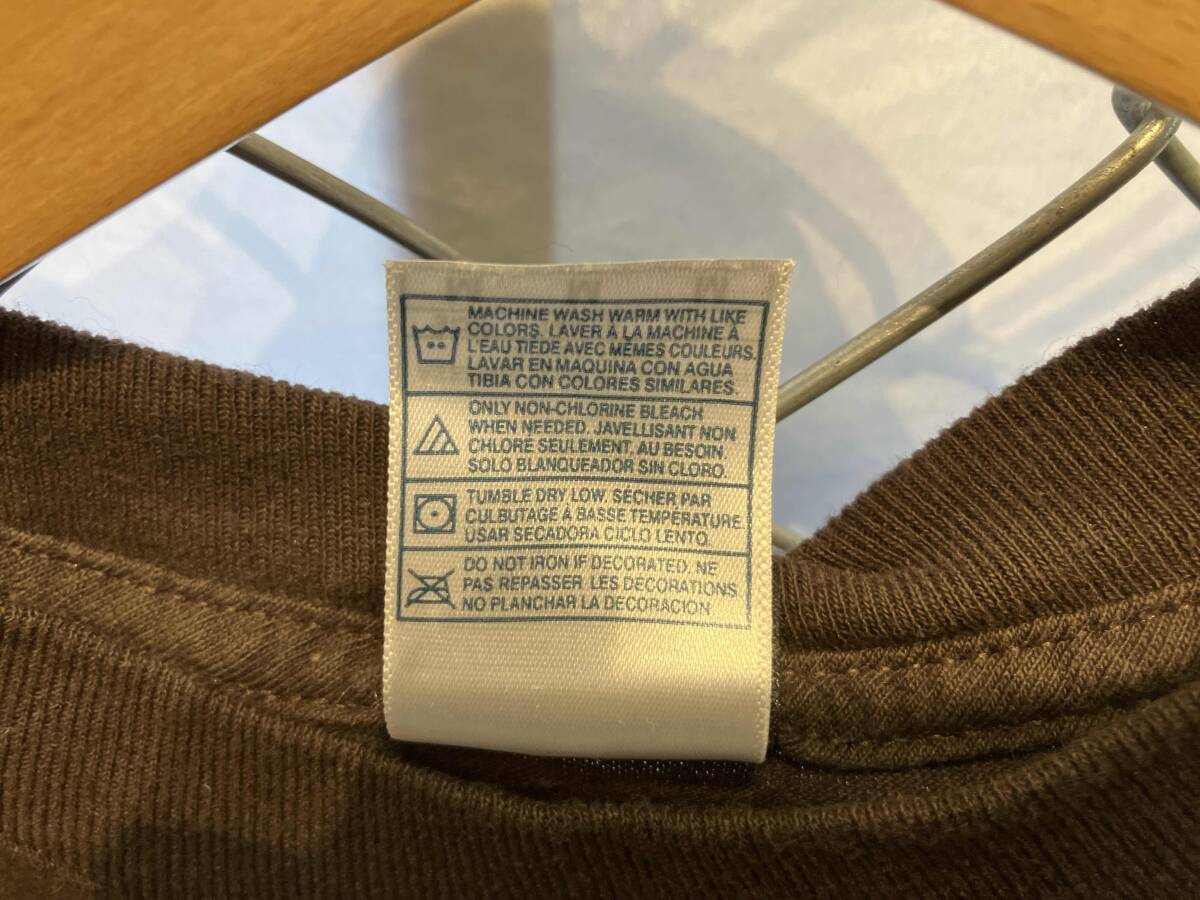 MACHINE WASH WARM WITH LIKE
COLORS. LAVER À LA MACHINE À
L'EAU TIÈDE AVEC MÊMES COULEURS.
LAVAR EN MAQUINA CON AGUA
TIBIA CON COLORES SIMILARES.
ONLY NON-CHLORINE BLEACH
WHEN NEEDED. JAVELLISANT NON
CHLORE SEULEMENT. AU BESOIN.
SOLO BLANQUEADOR SIN CLORO.
TUMBLE DRY LOW. SÉCHER PAR
CULBUTAGE À BASSE TEMPERATURE
USAR SECADORA CICLO LENTO.
DO NOT IRON IF DECORATED. NE
PAS REPASSER LES DÉCORATIONS
NO PLANCHAR LA DECORACION